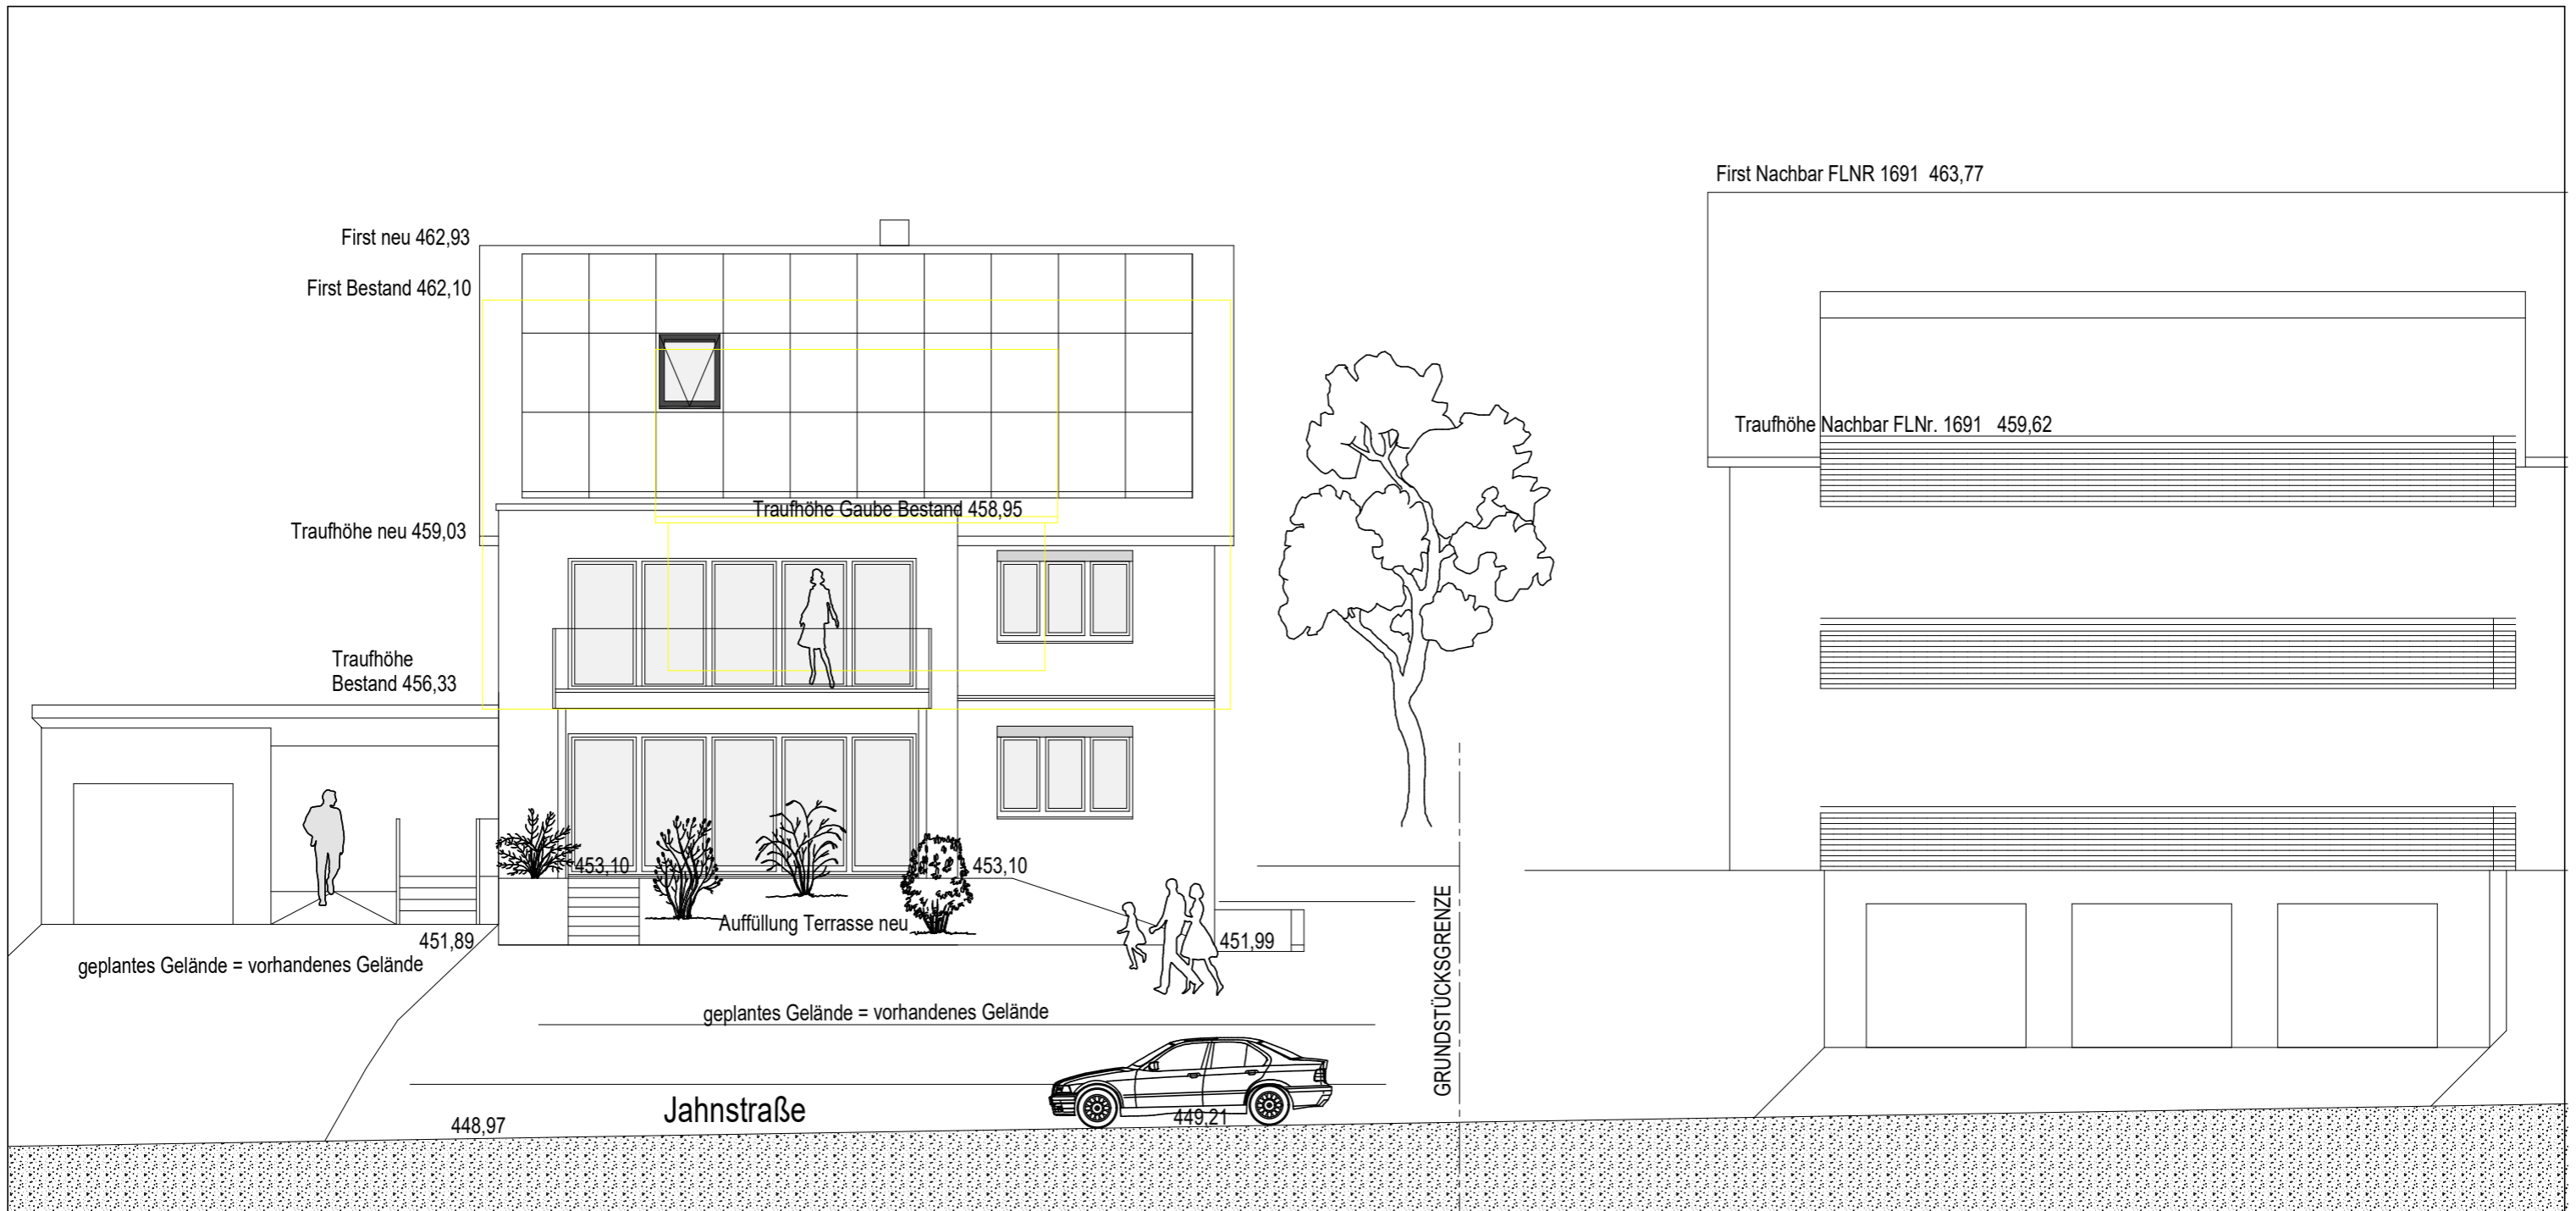 First Nachbar FLNR 1691  463,77
First neu 462,93
First Bestand 462,10
Traufhöhe Nachbar FLNr. 1691   459,62
Traufhöhe Gaube Bestand 458,95
Traufhöhe neu 459,03
Traufhöhe
Bestand 456,33
453,10
453,10
Auffüllung Terrasse neu
451,89
451,99
geplantes Gelände = vorhandenes Gelände
geplantes Gelände = vorhandenes Gelände
GRUNDSTÜCKSGRENZE
Jahnstraße
448,97
449,21